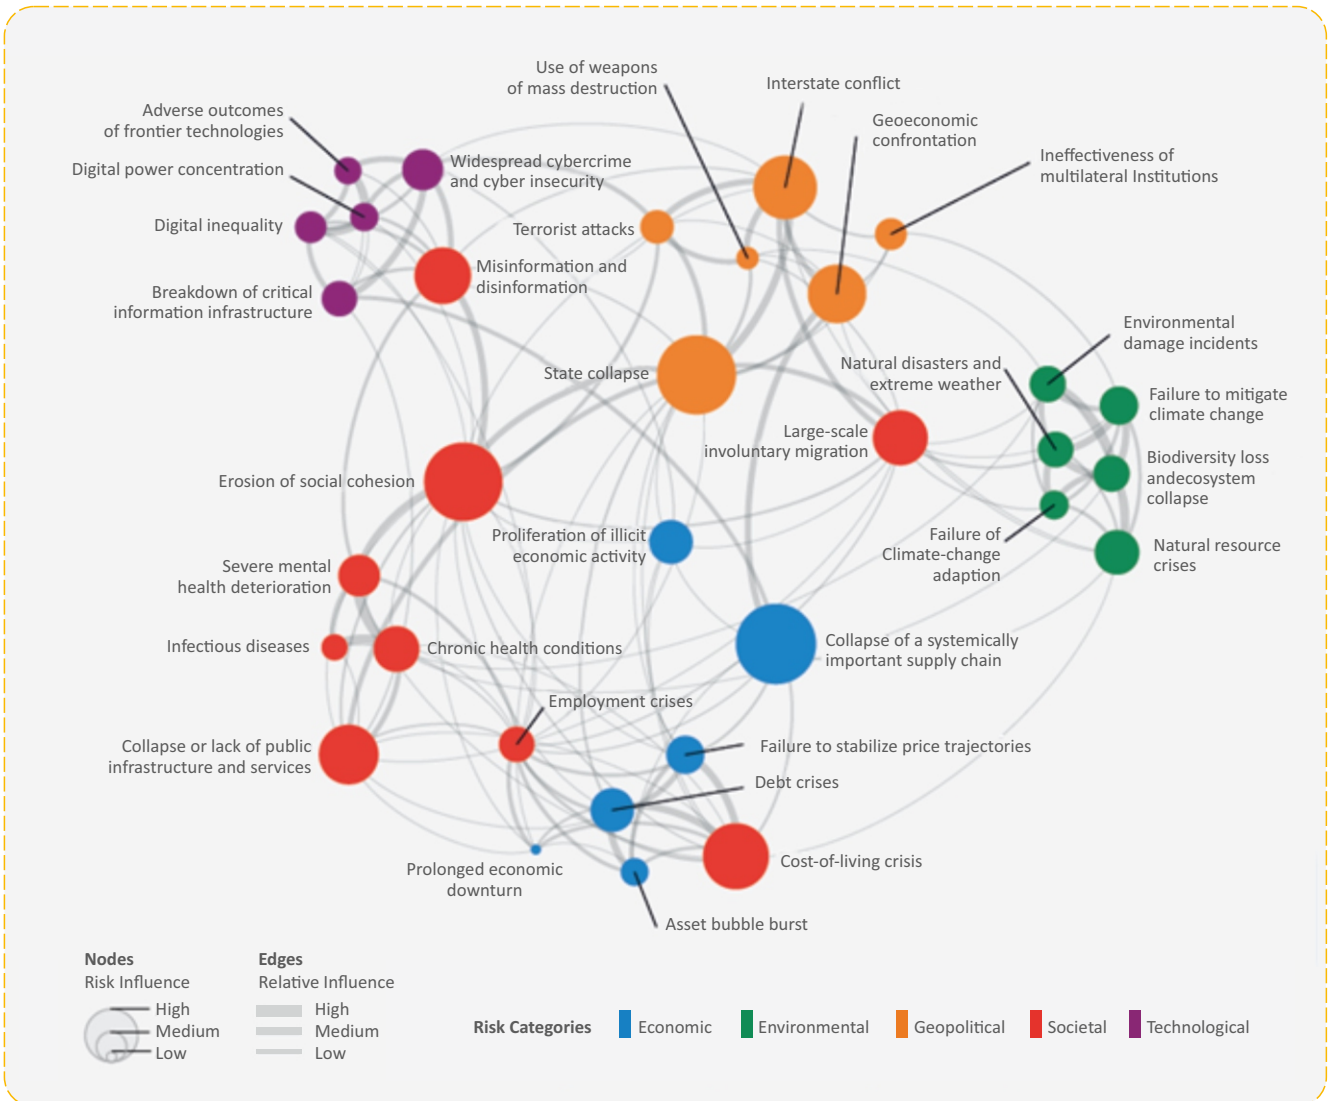 Use of weapons
of mass destruction
Interstate conflict
Adverse outcomes
of frontier technologies
Geoeconomic
confrontation
Digital power concentration
Widespread cybercrime
and cyber insecurity
Ineffectiveness of
multilateral Institutions
Digital inequality
Terrorist attacks
Misinformation and
disinformation
Breakdown of critical
information infrastructure
Environmental
damage incidents
State collapse
Natural disasters and
extreme weather
Failure to mitigate
climate change
Large-scale
involuntary migration
Biodiversity loss
andecosystem
collapse
Erosion of social cohesion
Proliferation of illicit
economic activity
Failure of
Climate-change
adaption
Natural resource
crises
Severe mental
health deterioration
Infectious diseases
Chronic health conditions
Collapse of a systemically
important supply chain
Employment crises
Collapse or lack of public
infrastructure and services
Failure to stabilize price trajectories
Debt crises
Prolonged economic
downturn
Cost-of-living crisis
Asset bubble burst
Nodes
Risk Influence
High
Medium
Low
Edges
Relative Influence
High
Medium
Low
Risk Categories
Economic
Environmental
Geopolitical
Societal
Technological